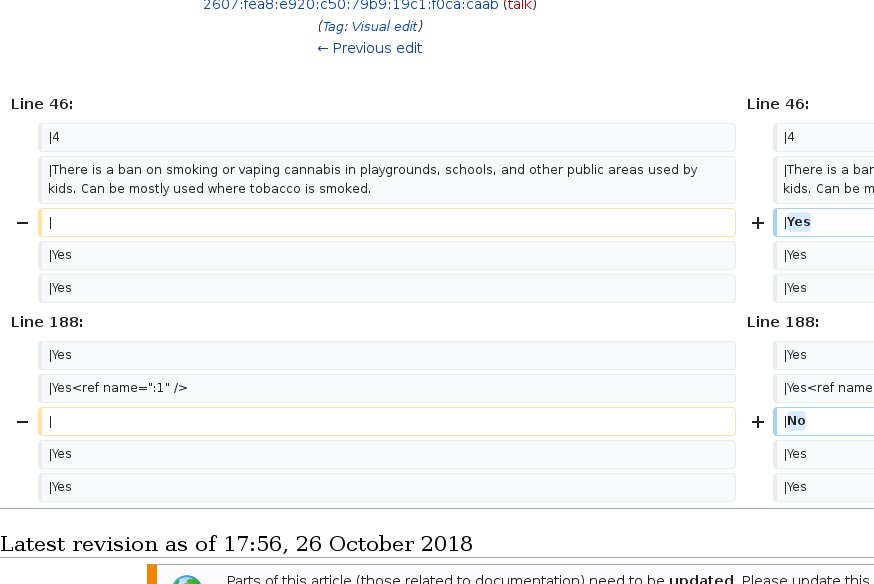 2607:fea8:e920:c50:79b9:19c1:f0ca:caab (talk)
(Tag: Visual edit)
← Previous edit
Line 46: Line 46:
|4 |4
|There is a ban on smoking or vaping cannabis in playgrounds, schools, and other public areas used by |There is a ban
kids. Can be mostly used where tobacco is smoked. kids. Can be m
− | + |Yes
|Yes |Yes
|Yes |Yes
Line 188: Line 188:
|Yes |Yes
|Yes<ref name=":1" /> |Yes<ref name
− | + |No
|Yes |Yes
|Yes |Yes
Latest revision as of 17:56, 26 October 2018
Parts of this article (those related to documentation) need to be updated. Please update this